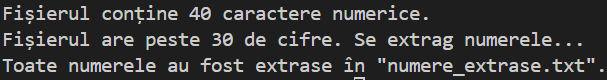 Fișierul conține 40 caractere numerice.
Fișierul are peste 30 de cifre. Se extrag numerele...
Toate numerele au fost extrase în "numere_extrase.txt".